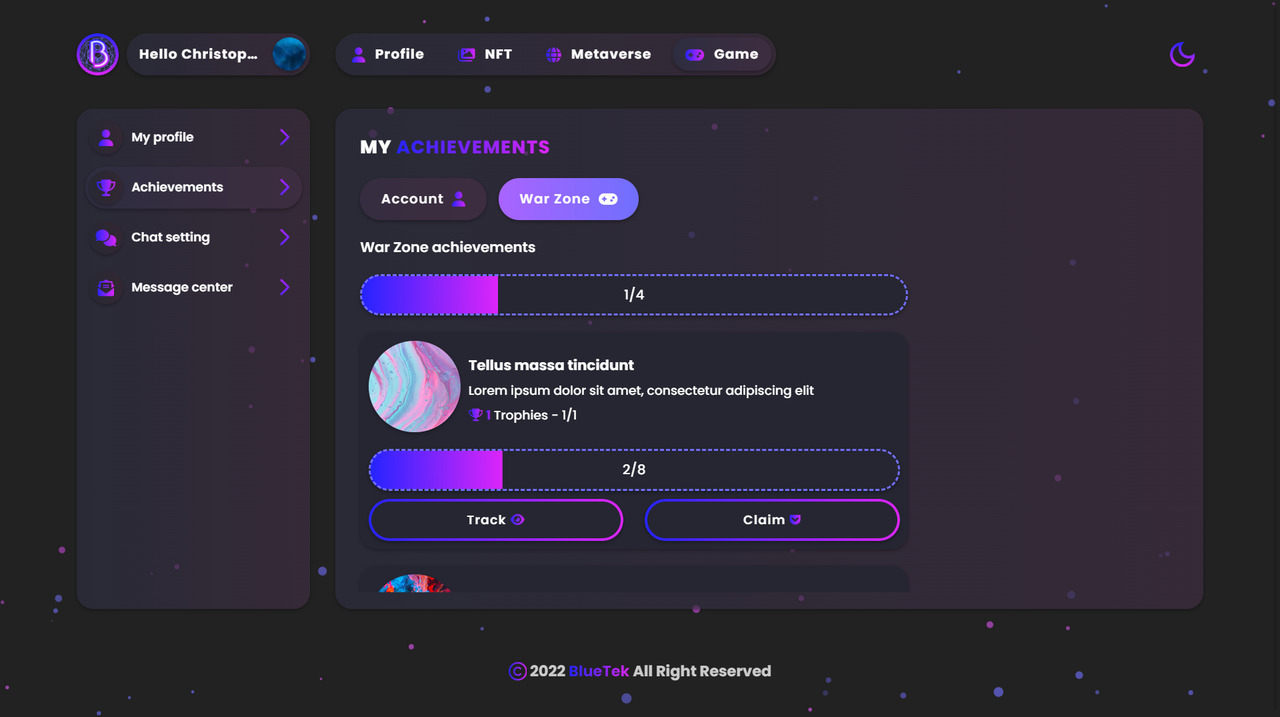 B
Hello Christop...
Profile
NFT
Metaverse
Game
My profile
Achievements
Chat setting
Message center
MY ACHIEVEMENTS
Account
War Zone
War Zone achievements
1/4
Tellus massa tincidunt
Lorem ipsum dolor sit amet, consectetur adipiscing elit
1 Trophies - 1/1
2/8
Track
Claim
© 2022 BlueTek All Right Reserved